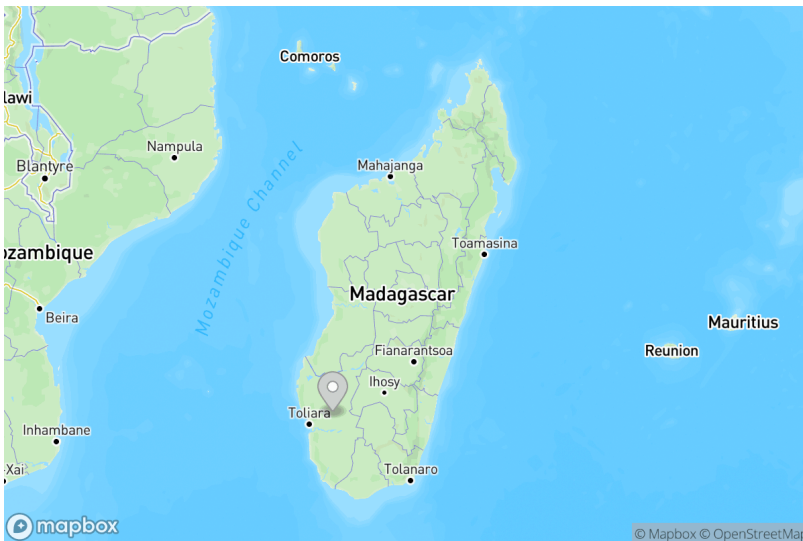 Comoros
lawi
Nampula
Blantyre
Mahajanga
Mozambique Channel
Toamasina
ozambique
Madagascar
Beira
Mauritius
Reunion
Fianarantsoa
Ihosy
Toliara
Inhambane
-Xai
Tolanaro
mapbox
© Mapbox © OpenStreetMap